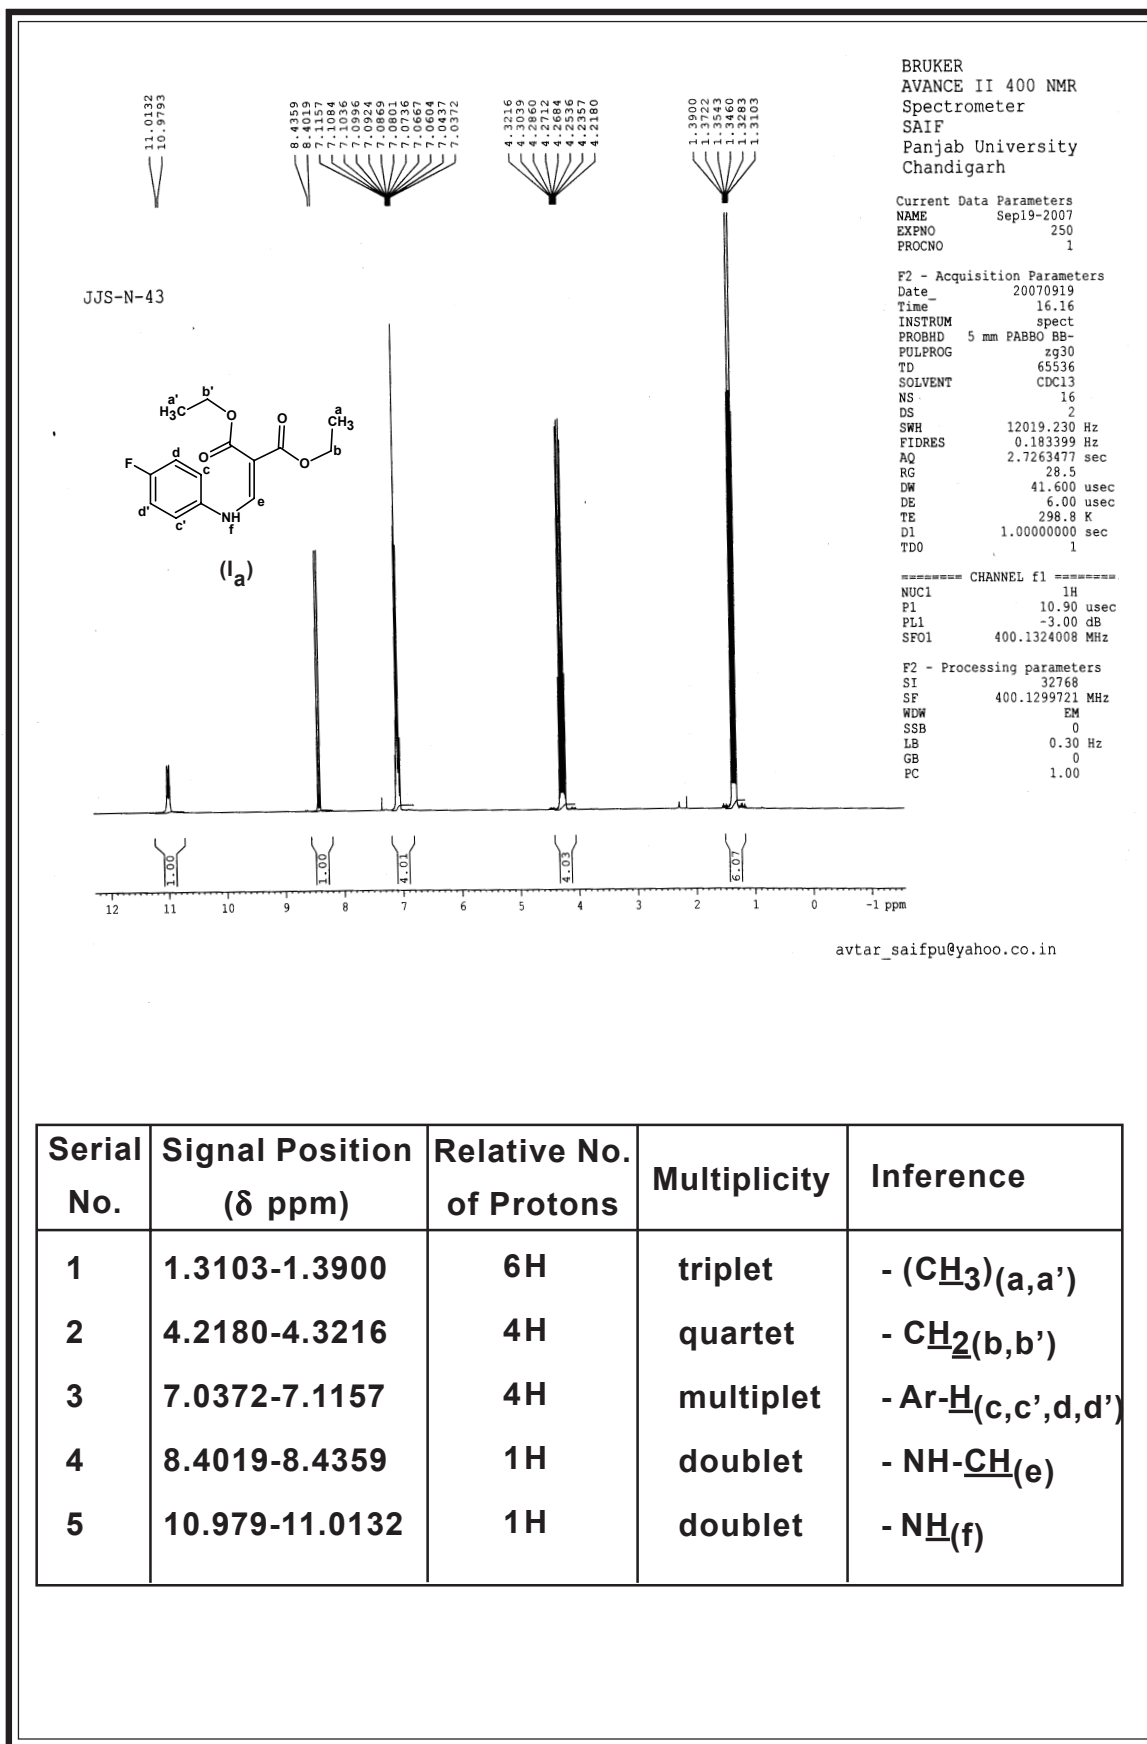 BRUKER
AVANCE II 400 NMR
Spectrometer
SAIF
Panjab University
Chandigarh
11.0132
10.9793
8.4359
8.4019
7.1157
7.1084
7.1036
7.0996
7.0924
7.0869
7.0801
7.0736
7.0667
7.0604
7.0437
7.0372
4.3216
4.3039
4.2860
4.2712
4.2684
4.2536
4.2357
4.2180
1.3900
1.3722
1.3543
1.3460
1.3283
1.3103
Current Data Parameters
NAME Sep19-2007
EXPNO 250
PROCNO 1
F2 - Acquisition Parameters
Date_ 20070919
Time 16.16
INSTRUM spect
PROBHD 5 mm PABBO BB-
PULPROG zg30
TD 65536
SOLVENT CDCl3
NS 16
DS 2
SWH 12019.230 Hz
FIDRES 0.183399 Hz
AQ 2.7263477 sec
RG 28.5
DW 41.600 usec
DE 6.00 usec
TE 298.8 K
D1 1.00000000 sec
TD0 1
======== CHANNEL f1 ========
NUC1 1H
P1 10.90 usec
PL1 -3.00 dB
SFO1 400.1324008 MHz
F2 - Processing parameters
SI 32768
SF 400.1299721 MHz
WDW EM
SSB 0
LB 0.30 Hz
GB 0
PC 1.00
JJS-N-43
a' b'
H3C O O a CH3
d O O b
F c
d' c' NH e
f
(Ia)
1.00 1.00 4.01 4.03 6.07
12 11 10 9 8 7 6 5 4 3 2 1 0 -1 ppm
avtar_saifpu@yahoo.co.in
Serial No. Signal Position (δ ppm) Relative No. of Protons Multiplicity Inference
1 1.3103-1.3900 6H triplet - (CH3)(a,a’)
2 4.2180-4.3216 4H quartet - CH2(b,b’)
3 7.0372-7.1157 4H multiplet - Ar-H(c,c’,d,d’)
4 8.4019-8.4359 1H doublet - NH-CH(e)
5 10.979-11.0132 1H doublet - NH(f)